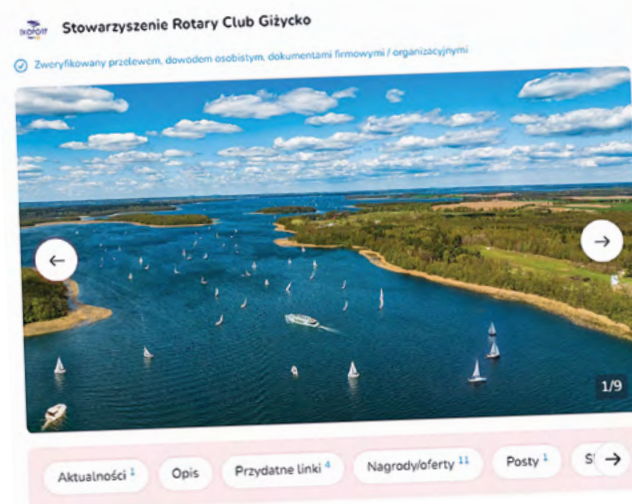 Stowarzyszenie Rotary Club Giżycko
Zweryfikowany przelewem, dowodem osobistym, dokumentami firmowymi / organizacyjnymi
1/9
Aktualności 1
Opis
Przydatne linki 4
Nagrody/oferty 11
Posty 1